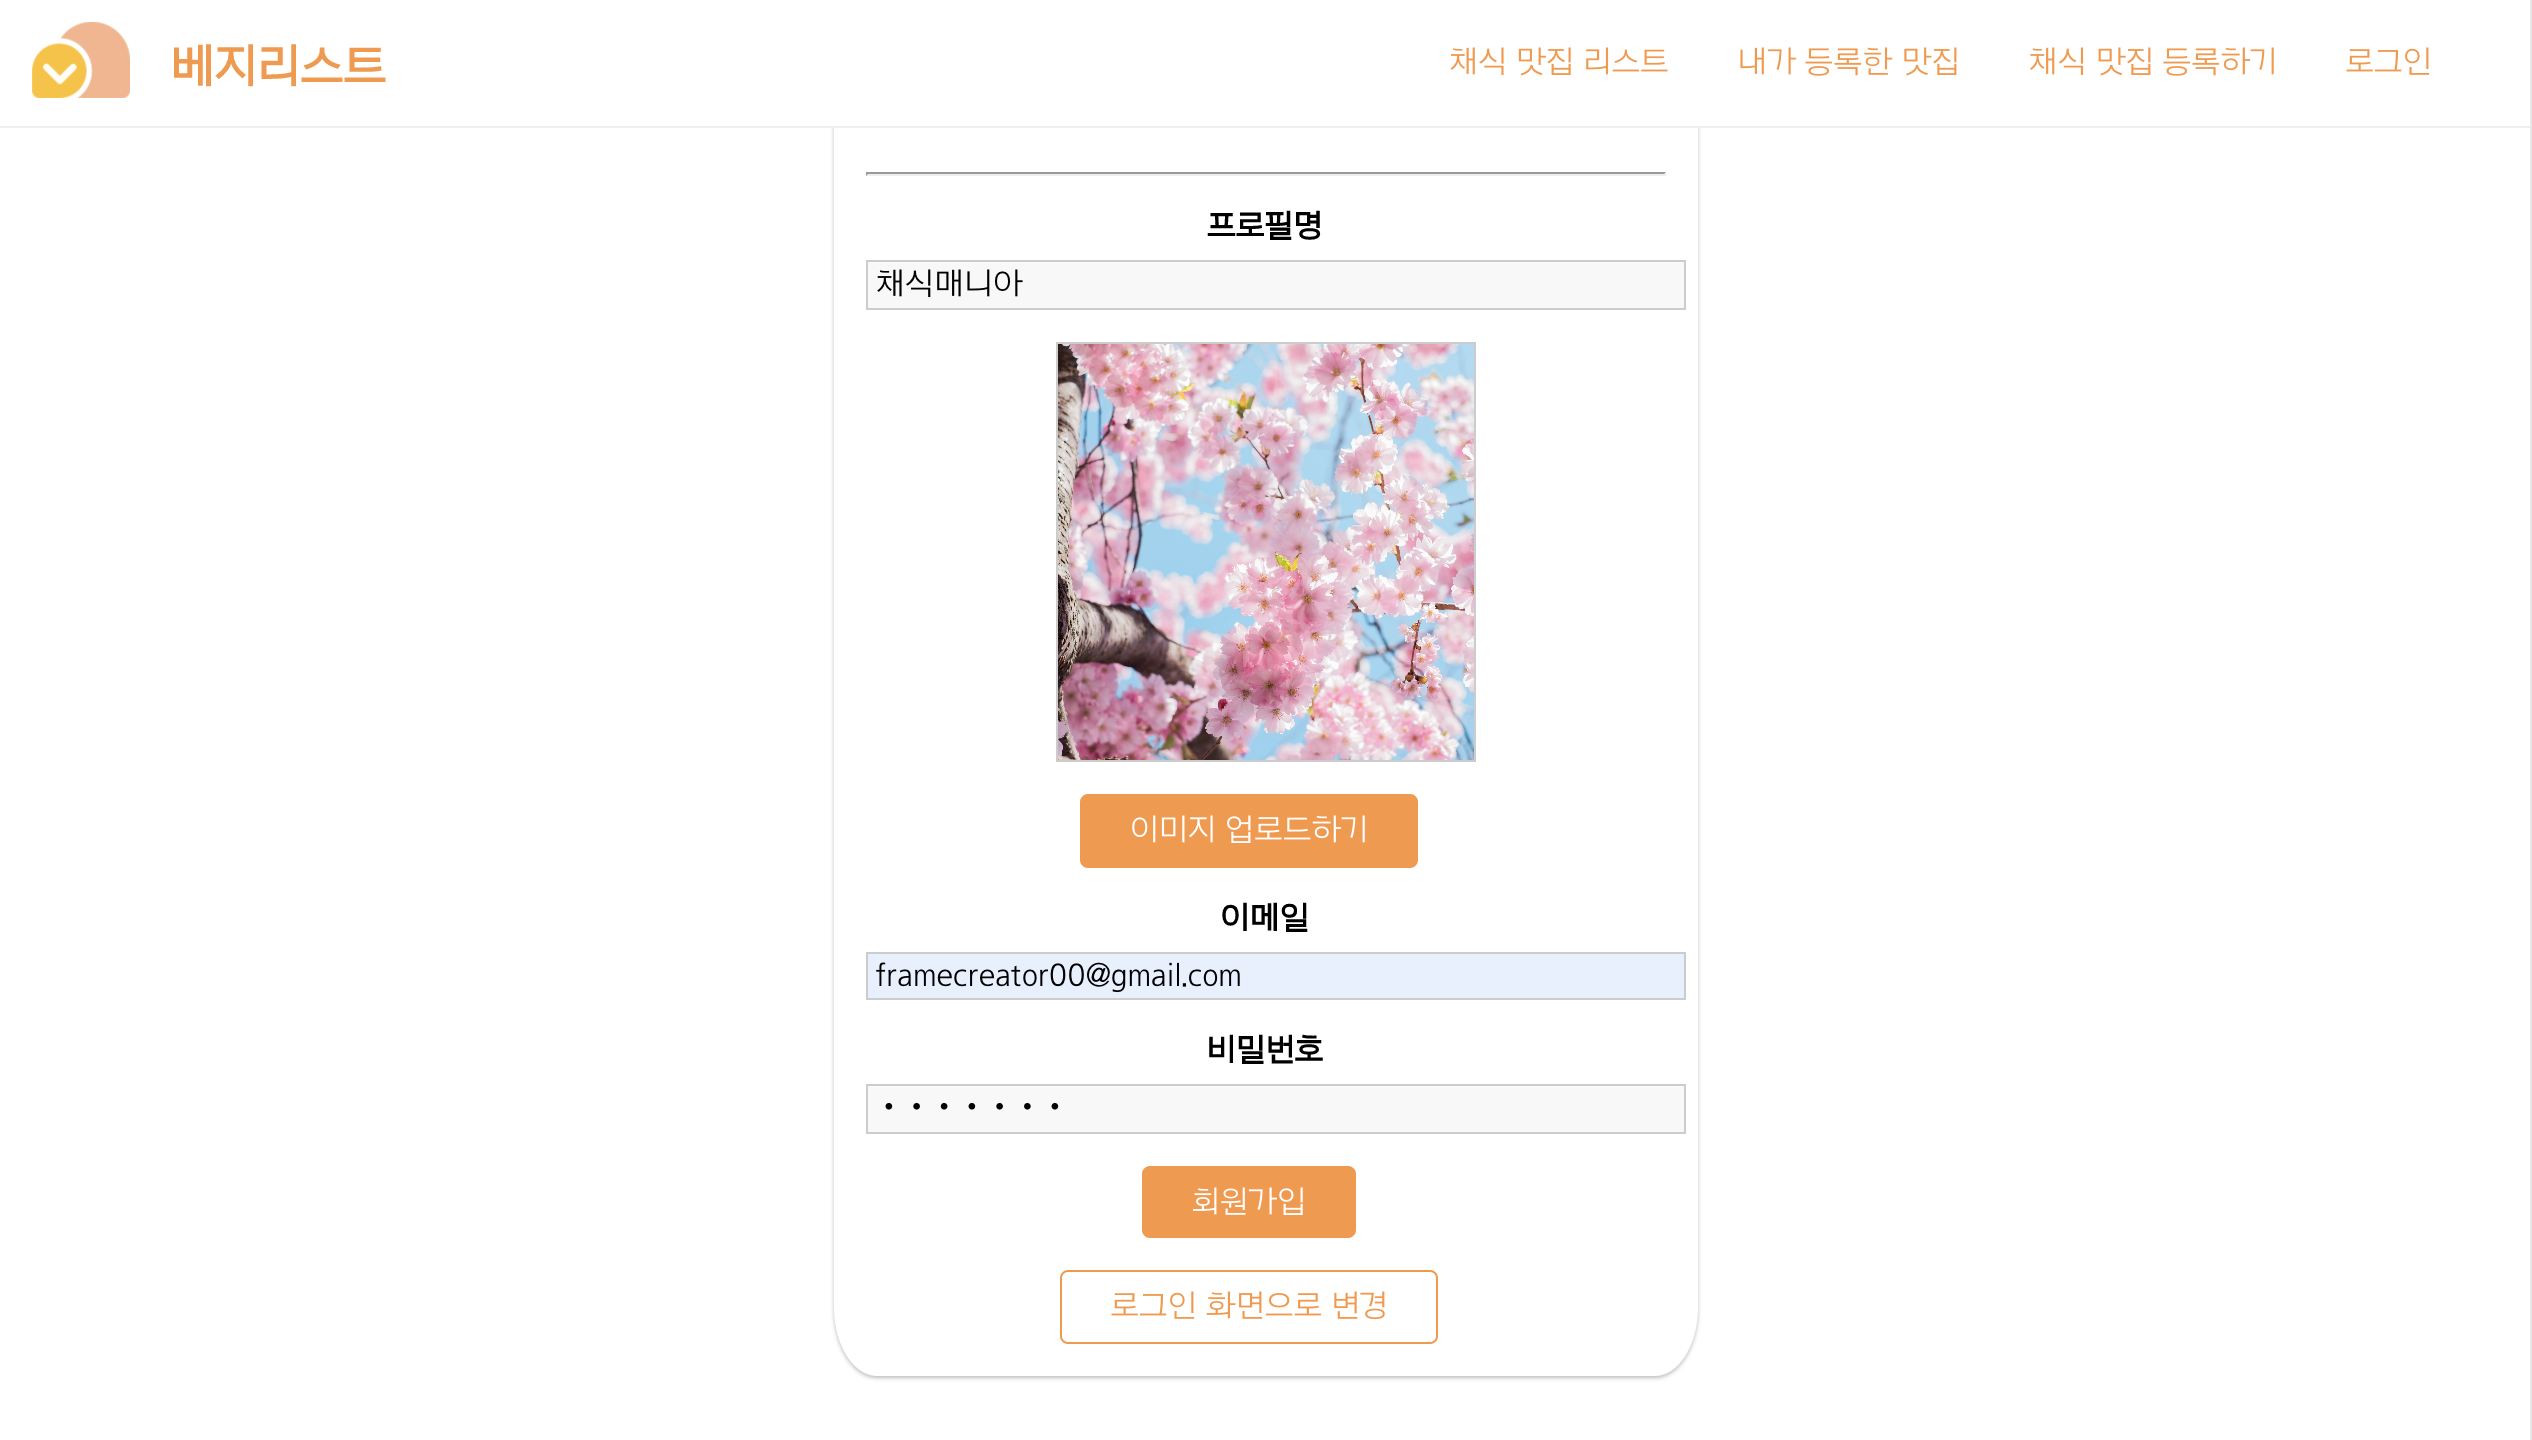 베지리스트
채식 맛집 리스트 내가 등록한 맛집 채식 맛집 등록하기 로그인
프로필명
채식매니아
이미지 업로드하기
이메일
framecreator00@gmail.com
비밀번호
•••••••
회원가입
로그인 화면으로 변경